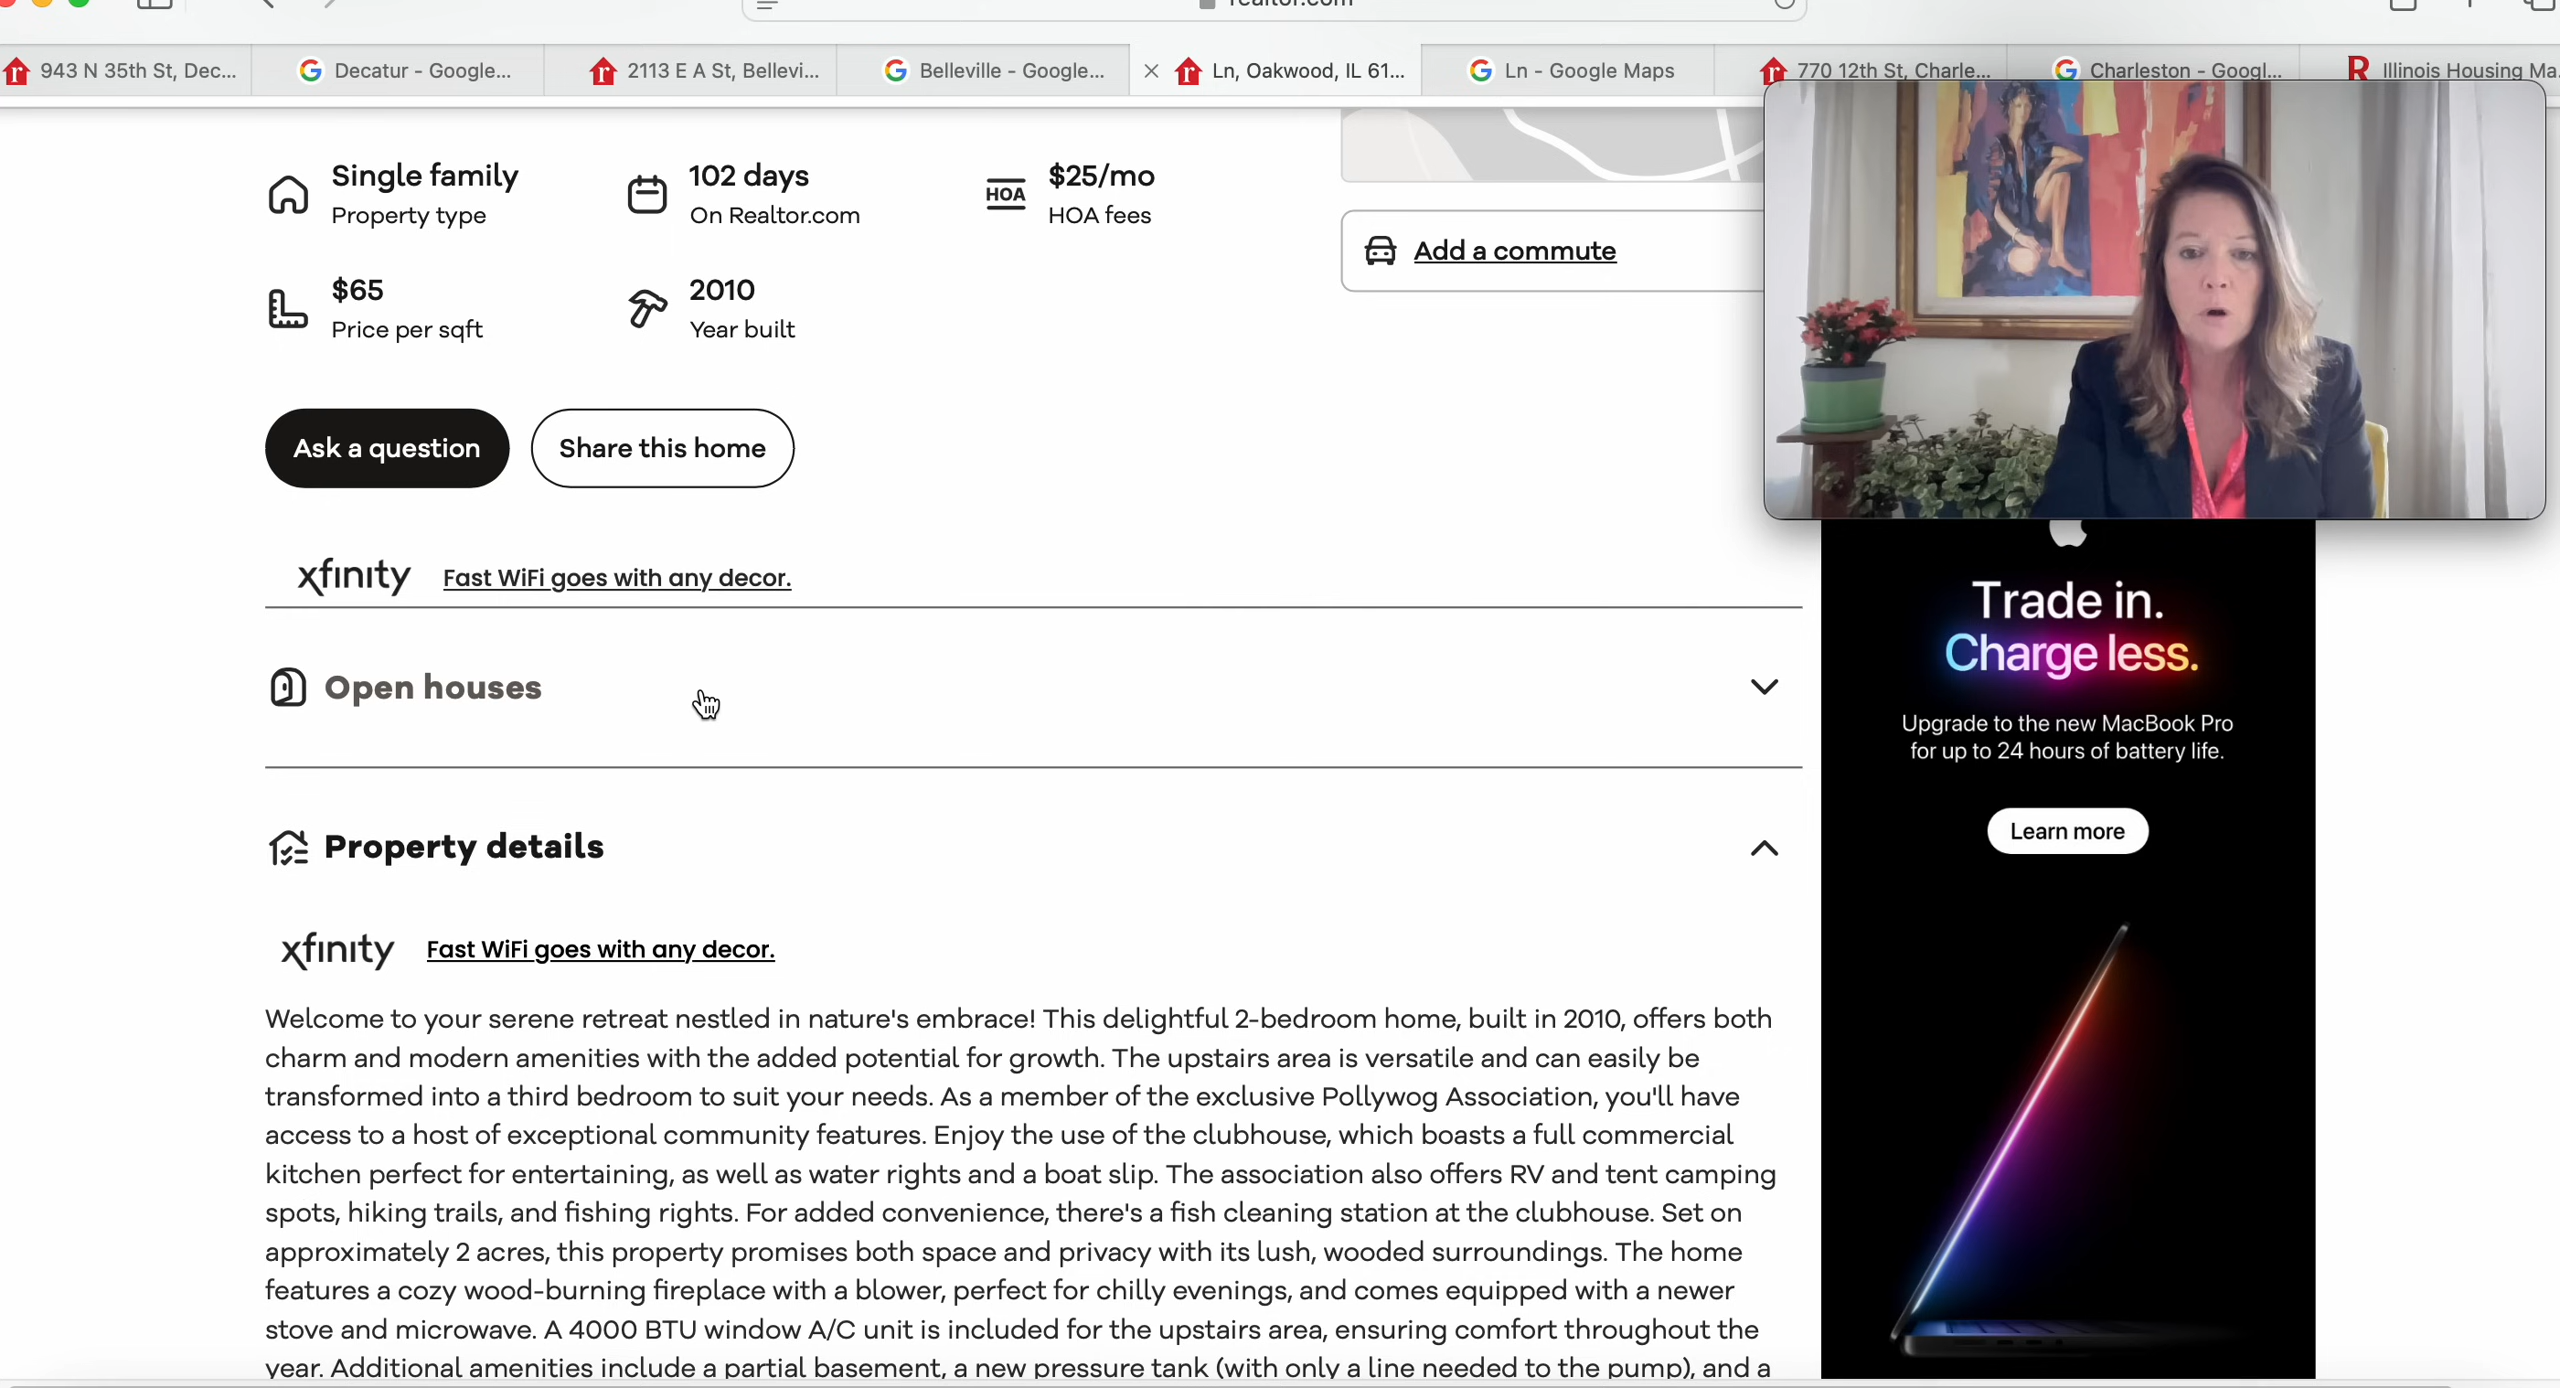 realtor.com
943 N 35th St, Dec...
Decatur - Google...
2113 E A St, Bellevi...
Belleville - Google...
Ln, Oakwood, IL 61...
Ln - Google Maps
770 12th St, Charle...
Charleston - Googl...
Illinois Housing Ma
Single family
Property type
102 days
On Realtor.com
HOA
$25/mo
HOA fees
Add a commute
$65
Price per sqft
2010
Year built
Ask a question
Share this home
xfinity
Fast WiFi goes with any decor.
Open houses
Property details
xfinity
Fast WiFi goes with any decor.
Welcome to your serene retreat nestled in nature's embrace! This delightful 2-bedroom home, built in 2010, offers both
charm and modern amenities with the added potential for growth. The upstairs area is versatile and can easily be
transformed into a third bedroom to suit your needs. As a member of the exclusive Pollywog Association, you'll have
access to a host of exceptional community features. Enjoy the use of the clubhouse, which boasts a full commercial
kitchen perfect for entertaining, as well as water rights and a boat slip. The association also offers RV and tent camping
spots, hiking trails, and fishing rights. For added convenience, there's a fish cleaning station at the clubhouse. Set on
approximately 2 acres, this property promises both space and privacy with its lush, wooded surroundings. The home
features a cozy wood-burning fireplace with a blower, perfect for chilly evenings, and comes equipped with a newer
stove and microwave. A 4000 BTU window A/C unit is included for the upstairs area, ensuring comfort throughout the
year. Additional amenities include a partial basement, a new pressure tank (with only a line needed to the pump), and a
Trade in.
Charge less.
Upgrade to the new MacBook Pro
for up to 24 hours of battery life.
Learn more